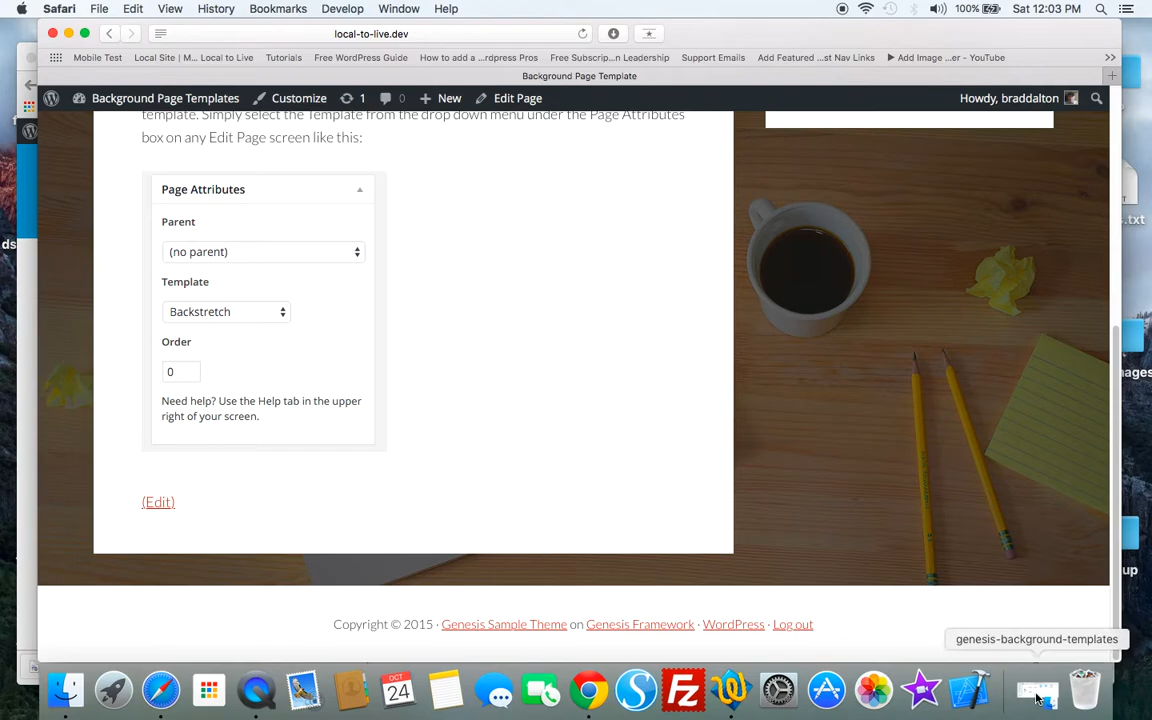 Safari File Edit View History Bookmarks Develop Window Help 100% Sat 12:03 PM
local-to-live.dev
Mobile Test Local Site | M... Local to Live Tutorials Free WordPress Guide How to add a ...rdpress Pros Free Subscrip...n Leadership Support Emails Add Featured ...st Nav Links Add Image ...er - YouTube
Background Page Template
Background Page Templates Customize 1 0 New Edit Page Howdy, braddalton
template. Simply select the Template from the drop down menu under the Page Attributes
box on any Edit Page screen like this:
Page Attributes
Parent
(no parent)
Template
Backstretch
Order
0
Need help? Use the Help tab in the upper
right of your screen.
(Edit)
Copyright © 2015 · Genesis Sample Theme on Genesis Framework · WordPress · Log out
genesis-background-templates
OCT
24